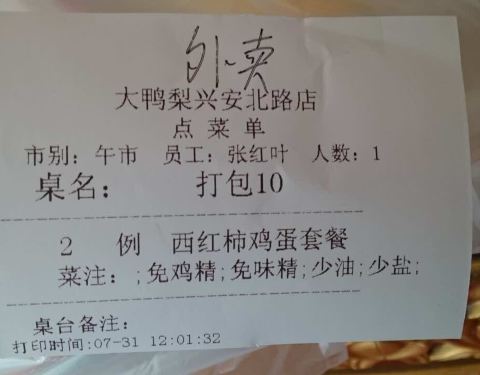 外卖
大鸭梨兴安北路店
点菜单
市别：午市 员工：张红叶 人数：1
桌名： 打包10
2 例 西红柿鸡蛋套餐
菜注：;免鸡精;免味精;少油;少盐;
桌台备注：
打印时间:07-31 12:01:32